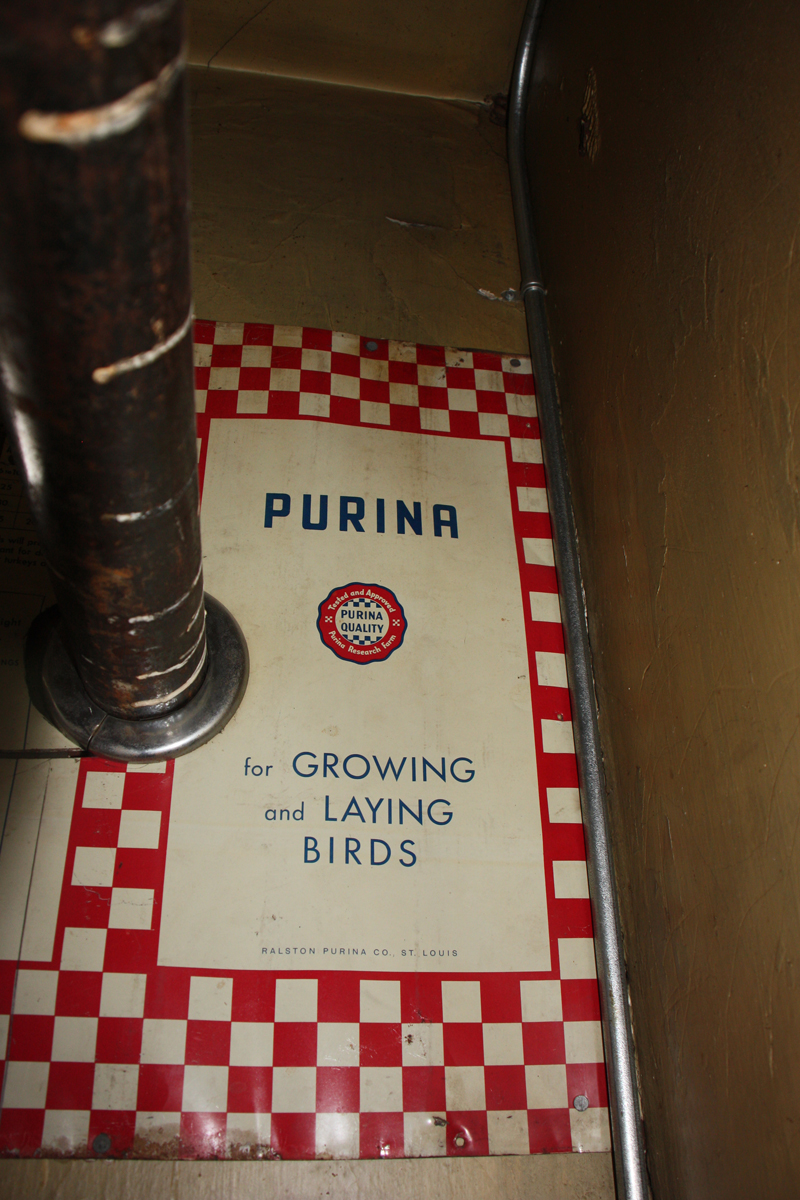 PURINA
Tested and Approved
PURINA
QUALITY
Purina Research Farm
for GROWING
and LAYING
BIRDS
RALSTON PURINA CO., ST. LOUIS